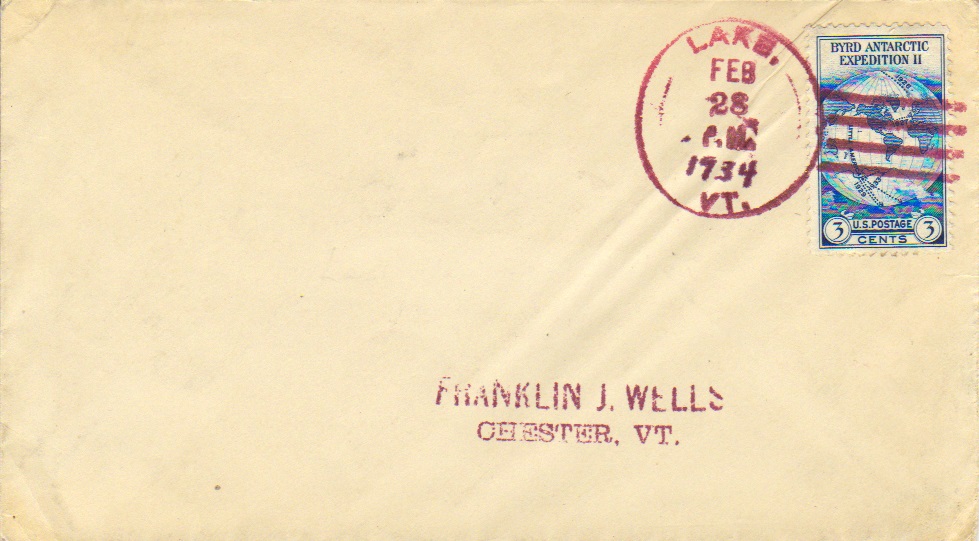 LAKE,
FEB
28
P.M.
1934
VT.
BYRD ANTARCTIC
EXPEDITION II
U.S. POSTAGE
3 CENTS 3
FRANKLIN J. WELLS
CHESTER, VT.